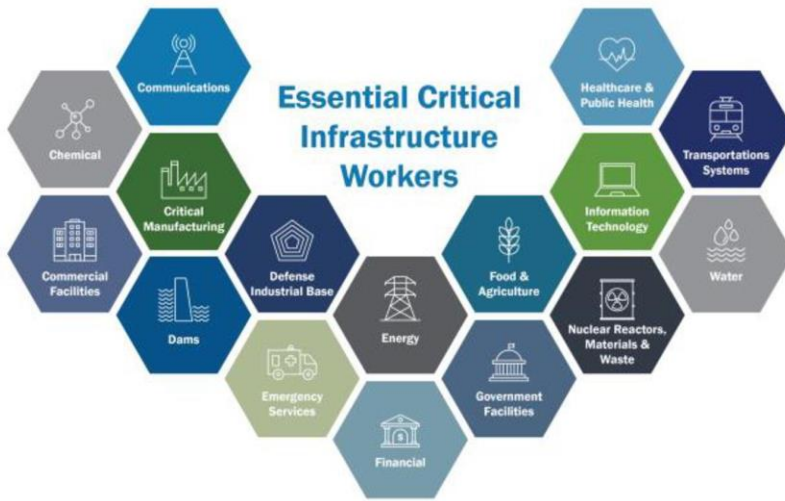 Essential Critical
Infrastructure
Workers
Communications
Chemical
Critical
Manufacturing
Commercial
Facilities
Dams
Defense
Industrial Base
Emergency
Services
Energy
Financial
Food &
Agriculture
Government
Facilities
Healthcare &
Public Health
Information
Technology
Nuclear Reactors,
Materials &
Waste
Transportations
Systems
Water
$